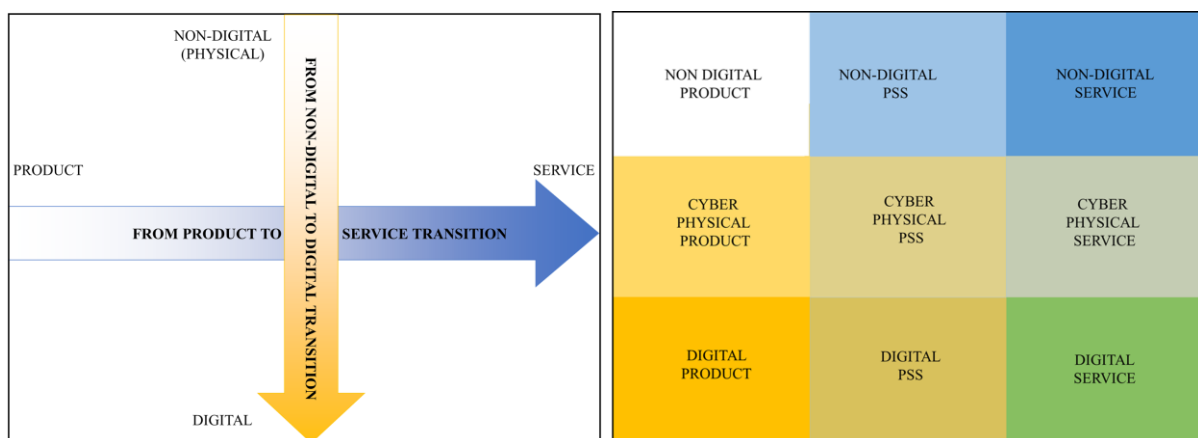 NON-DIGITAL
(PHYSICAL)
PRODUCT
SERVICE
FROM PRODUCT TO
SERVICE TRANSITION
FROM NON-DIGITAL TO DIGITAL TRANSITION
DIGITAL
NON DIGITAL
PRODUCT
NON-DIGITAL
PSS
NON-DIGITAL
SERVICE
CYBER
PHYSICAL
PRODUCT
CYBER
PHYSICAL
PSS
CYBER
PHYSICAL
SERVICE
DIGITAL
PRODUCT
DIGITAL
PSS
DIGITAL
SERVICE